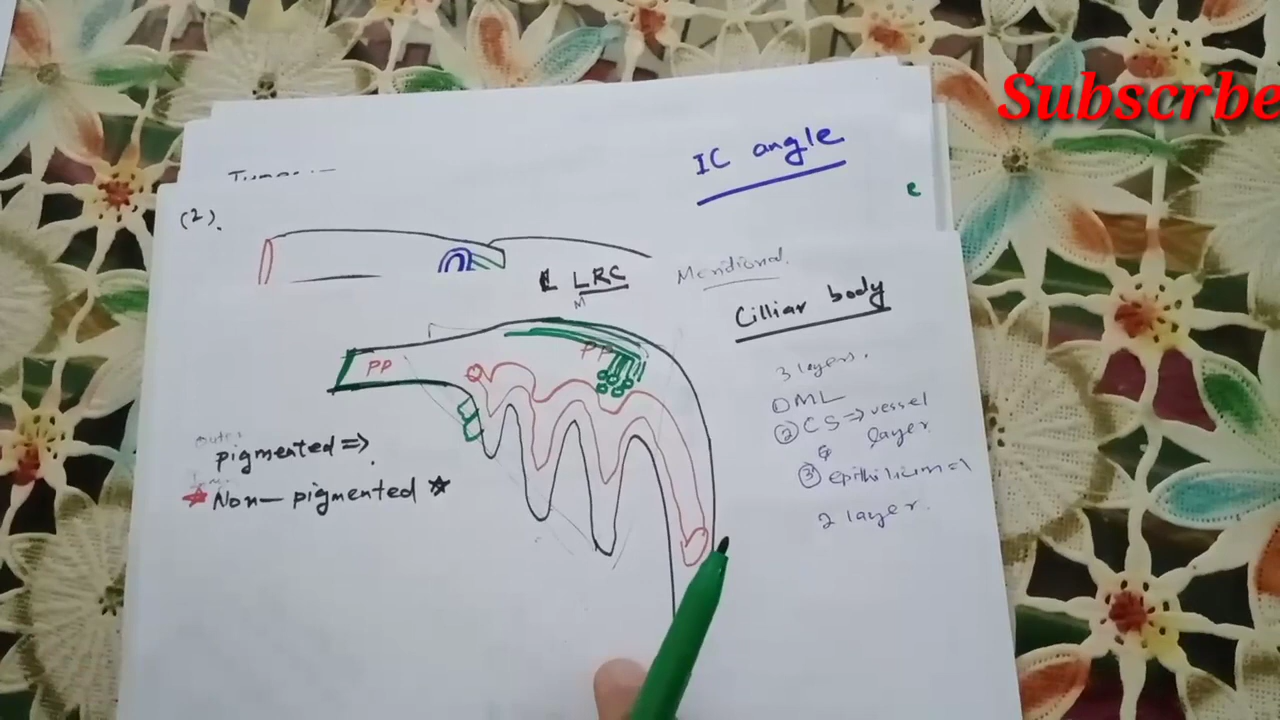 Subscrbe
IC angle
e
(2).
LRC
M
Meridional.
Cilliar body
PP
PP
3 layers.
① ML
② CS ⇒ vessel
layer
&
③ epithilium ⇒
2 layer.
outer
pigmented ⇒
★ Non-pigmented ☆